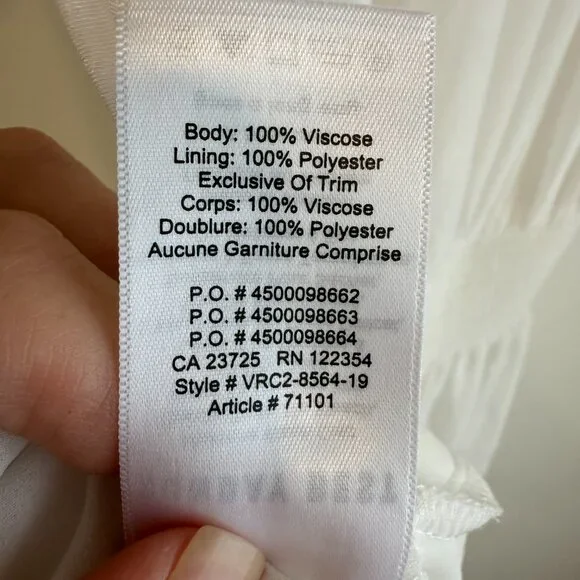 Body: 100% Viscose
Lining: 100% Polyester
Exclusive Of Trim
Corps: 100% Viscose
Doublure: 100% Polyester
Aucune Garniture Comprise
P.O. # 4500098662
P.O. # 4500098663
P.O. # 4500098664
CA 23725 RN 122354
Style # VRC2-8564-19
Article # 71101